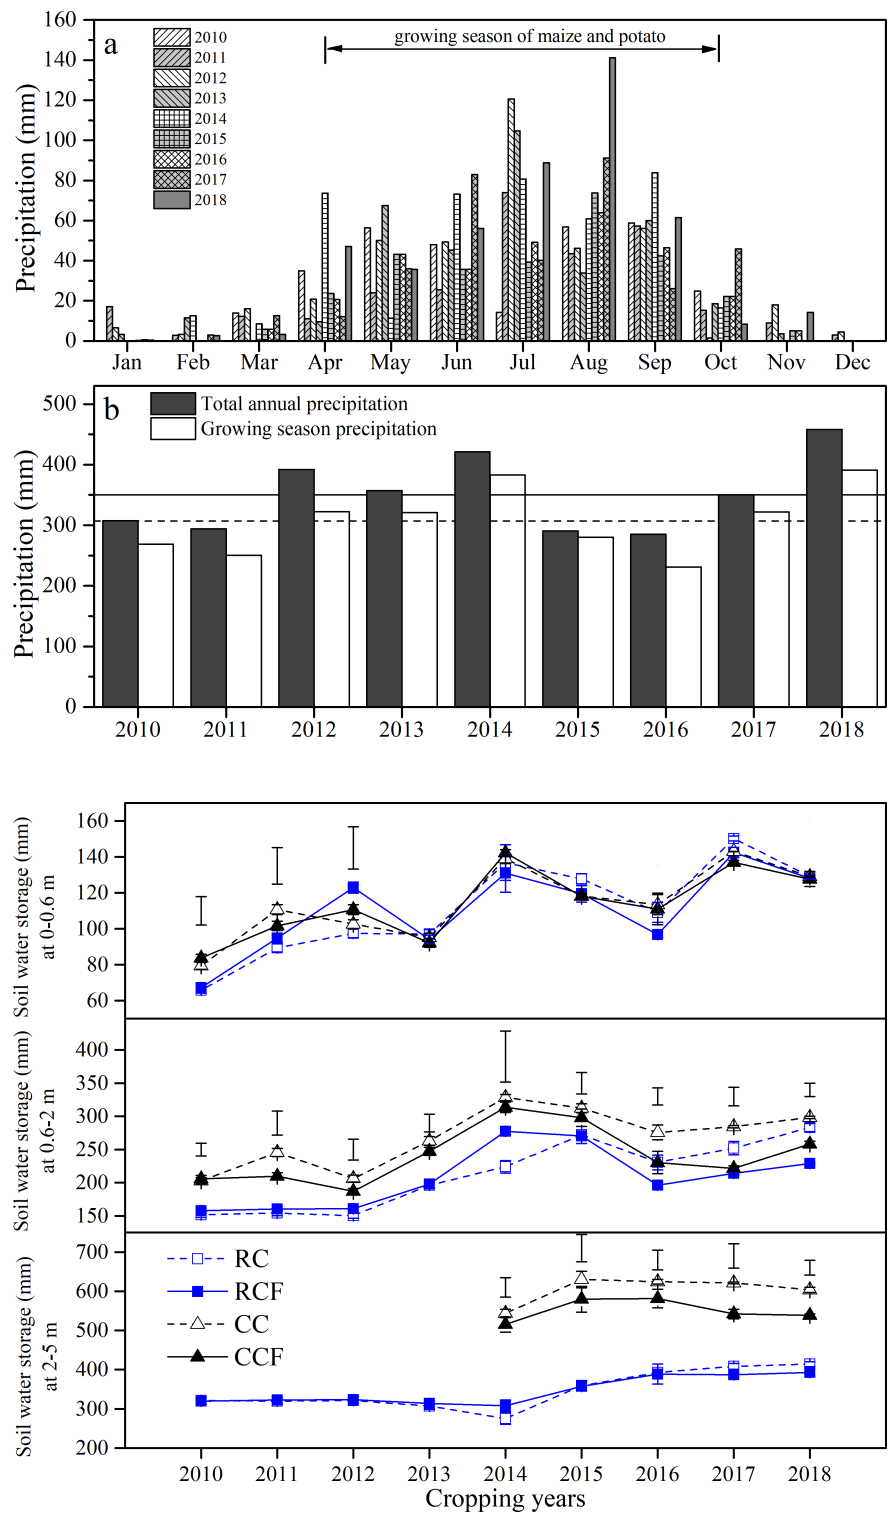 a
Precipitation (mm)
160
140
120
100
80
60
40
20
0
growing season of maize and potato
2010
2011
2012
2013
2014
2015
2016
2017
2018
Jan Feb Mar Apr May Jun Jul Aug Sep Oct Nov Dec
b
Precipitation (mm)
500
400
300
200
100
0
Total annual precipitation
Growing season precipitation
2010 2011 2012 2013 2014 2015 2016 2017 2018
Soil water storage (mm)
at 0-0.6 m
160
140
120
100
80
60
Soil water storage (mm)
at 0.6-2 m
400
350
300
250
200
150
Soil water storage (mm)
at 2-5 m
700
600
500
400
300
200
RC
RCF
CC
CCF
2010 2011 2012 2013 2014 2015 2016 2017 2018
Cropping years